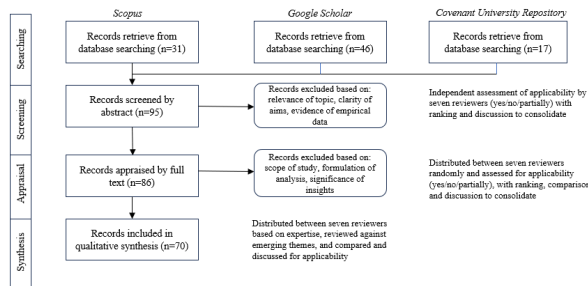 Scopus
Google Scholar
Covenant University Repository
Searching
Records retrieve from
database searching (n=31)
Records retrieve from
database searching (n=46)
Records retrieve from
database searching (n=17)
Screening
Records screened by
abstract (n=95)
Records excluded based on:
relevance of topic, clarity of
aims, evidence of empirical
data
Independent assessment of applicability by
seven reviewers (yes/no/partially) with
ranking and discussion to consolidate
Appraisal
Records appraised by full
text (n=86)
Records excluded based on:
scope of study, formulation of
analysis, significance of
insights
Distributed between seven reviewers
randomly and assessed for applicability
(yes/no/partially), with ranking, comparison
and discussion to consolidate
Synthesis
Records included in
qualitative synthesis (n=70)
Distributed between seven reviewers
based on expertise, reviewed against
emerging themes, and compared and
discussed for applicability